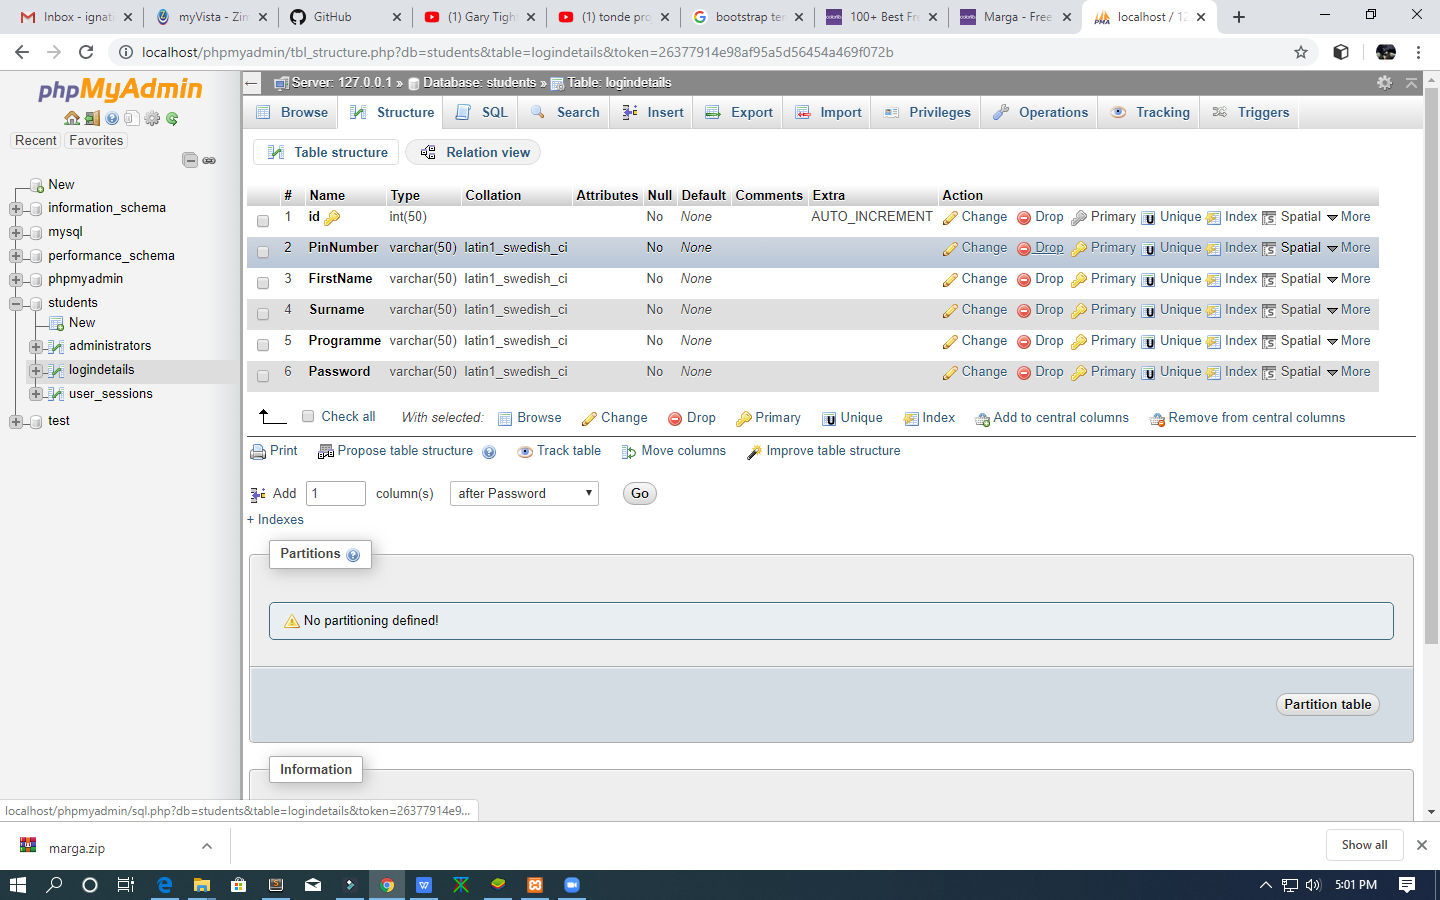 Inbox - ignati
myVista - Zim
GitHub
(1) Gary Tight
(1) tonde pro
bootstrap tem
100+ Best Fre
Marga - Free
localhost / 12
localhost/phpmyadmin/tbl_structure.php?db=students&table=logindetails&token=26377914e98af95a5d56454a469f072b
phpMyAdmin
Recent Favorites
New
information_schema
mysql
performance_schema
phpmyadmin
students
New
administrators
logindetails
user_sessions
test
Server: 127.0.0.1 » Database: students » Table: logindetails
Browse Structure SQL Search Insert Export Import Privileges Operations Tracking Triggers
Table structure Relation view
# Name Type Collation Attributes Null Default Comments Extra Action
1 id int(50) No None AUTO_INCREMENT Change Drop Primary Unique Index Spatial More
2 PinNumber varchar(50) latin1_swedish_ci No None Change Drop Primary Unique Index Spatial More
3 FirstName varchar(50) latin1_swedish_ci No None Change Drop Primary Unique Index Spatial More
4 Surname varchar(50) latin1_swedish_ci No None Change Drop Primary Unique Index Spatial More
5 Programme varchar(50) latin1_swedish_ci No None Change Drop Primary Unique Index Spatial More
6 Password varchar(50) latin1_swedish_ci No None Change Drop Primary Unique Index Spatial More
Check all With selected: Browse Change Drop Primary Unique Index Add to central columns Remove from central columns
Print Propose table structure Track table Move columns Improve table structure
Add 1 column(s) after Password Go
+ Indexes
Partitions
No partitioning defined!
Partition table
Information
localhost/phpmyadmin/sql.php?db=students&table=logindetails&token=26377914e9...
marga.zip
Show all
5:01 PM